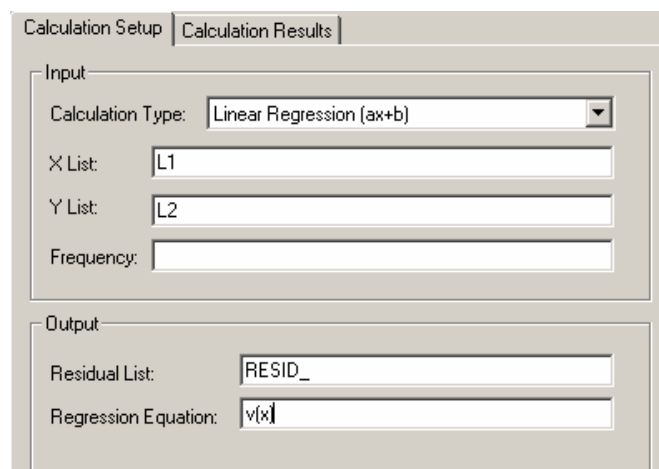 Calculation Setup Calculation Results
Input
Calculation Type: Linear Regression (ax+b)
X List: L1
Y List: L2
Frequency:
Output
Residual List: RESID_
Regression Equation: v(x)